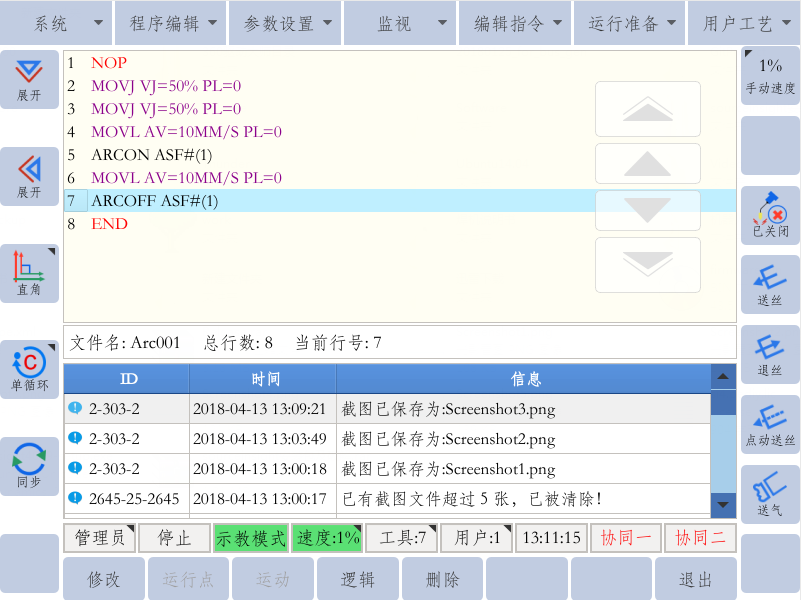 系统 程序编辑 参数设置 监视 编辑指令 运行准备 用户工艺
展开
展开
直角
C
单循环
同步
1 NOP
2 MOVJ VJ=50% PL=0
3 MOVJ VJ=50% PL=0
4 MOVL AV=10MM/S PL=0
5 ARCON ASF#(1)
6 MOVL AV=10MM/S PL=0
7 ARCOFF ASF#(1)
8 END
文件名: Arc001 总行数: 8 当前行号: 7
ID 时间 信息
2-303-2 2018-04-13 13:09:21 截图已保存为:Screenshot3.png
2-303-2 2018-04-13 13:03:49 截图已保存为:Screenshot2.png
2-303-2 2018-04-13 13:00:18 截图已保存为:Screenshot1.png
2645-25-2645 2018-04-13 13:00:17 已有截图文件超过 5 张，已被清除！
管理员 停止 示教模式 速度:1% 工具:7 用户:1 13:11:15 协同一 协同二
修改 运行点 运动 逻辑 删除 退出
1%
手动速度
已关闭
送丝
退丝
点动送丝
送气